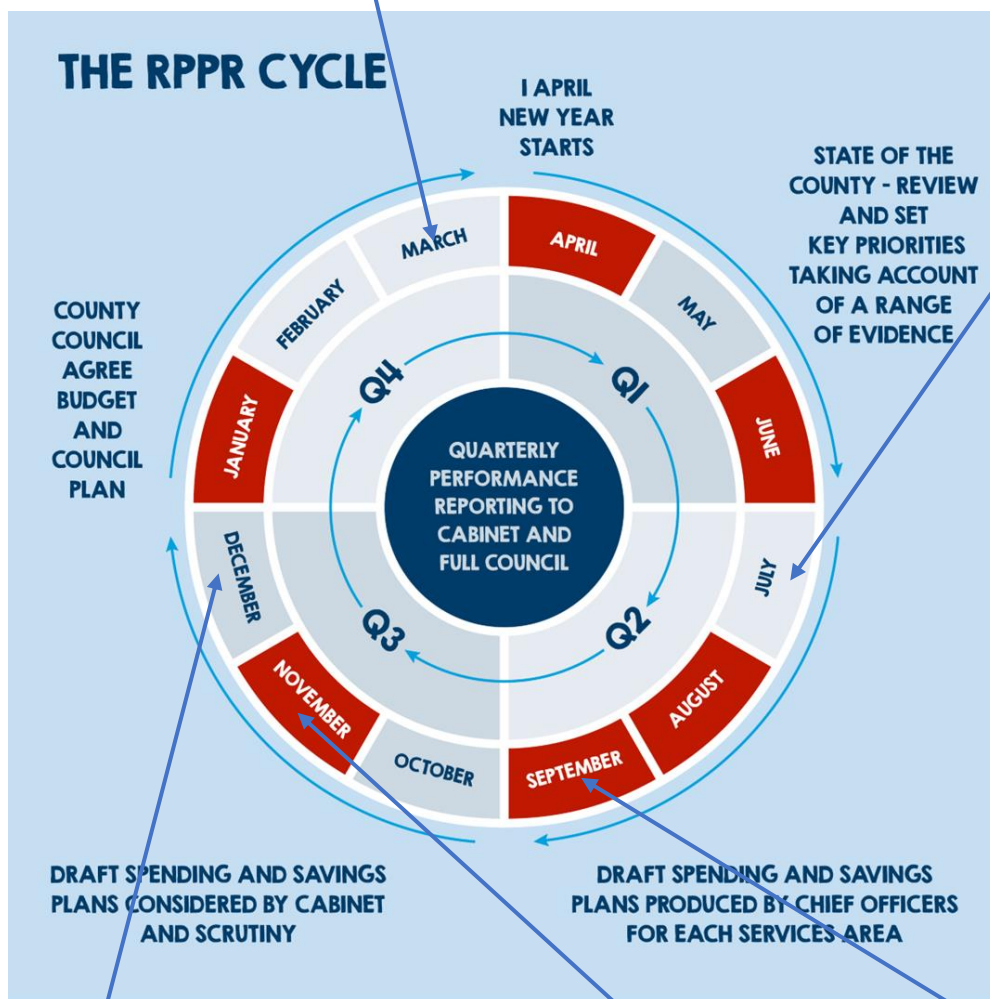 THE RPPR CYCLE
1 APRIL
NEW YEAR
STARTS
STATE OF THE
COUNTY - REVIEW
AND SET
KEY PRIORITIES
TAKING ACCOUNT
OF A RANGE
OF EVIDENCE
COUNTY
COUNCIL
AGREE
BUDGET
AND
COUNCIL
PLAN
APRIL
MAY
JUNE
JULY
AUGUST
SEPTEMBER
OCTOBER
NOVEMBER
DECEMBER
JANUARY
FEBRUARY
MARCH
Q1
Q2
Q3
Q4
QUARTERLY
PERFORMANCE
REPORTING TO
CABINET AND
FULL COUNCIL
DRAFT SPENDING AND SAVINGS
PLANS CONSIDERED BY CABINET
AND SCRUTINY
DRAFT SPENDING AND SAVINGS
PLANS PRODUCED BY CHIEF OFFICERS
FOR EACH SERVICES AREA